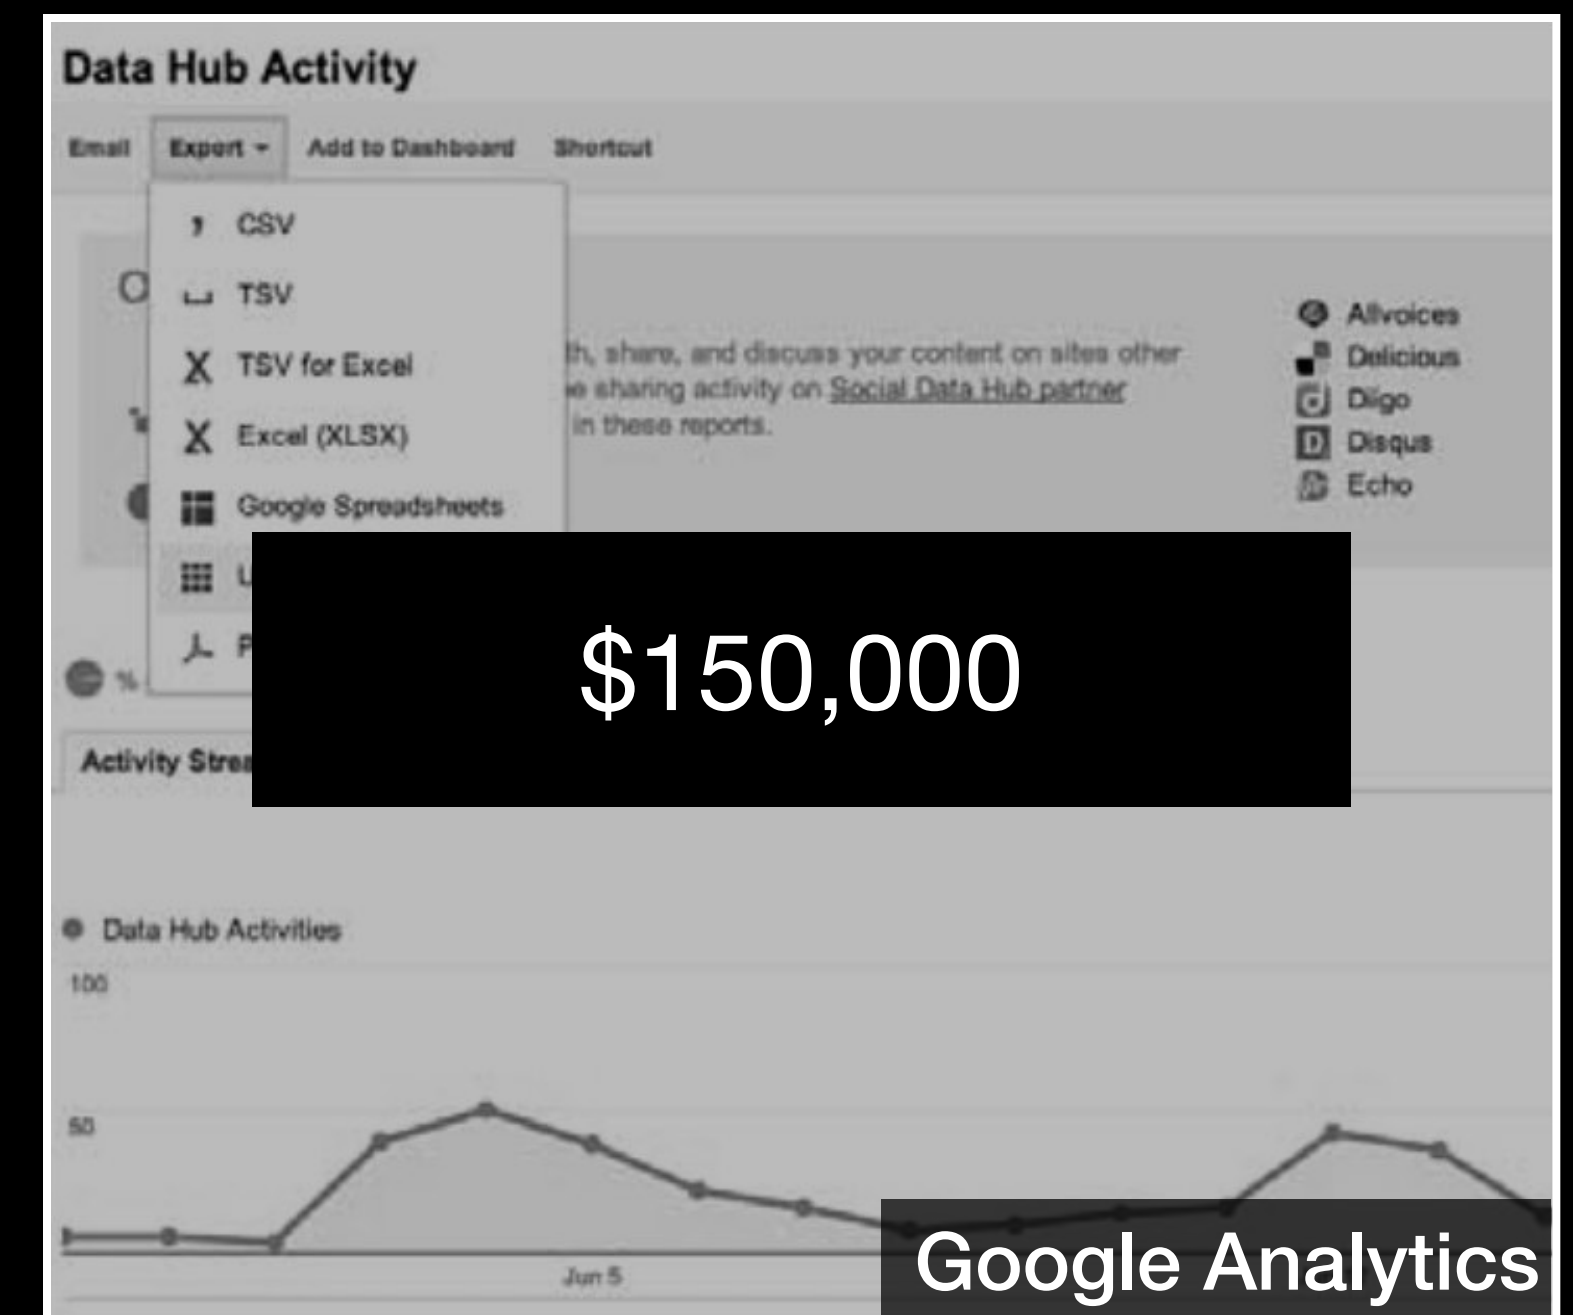 Data Hub Activity
Email Export Add to Dashboard Shortcut
CSV
TSV
TSV for Excel
Excel (XLSX)
Google Spreadsheets
share, and discuss your content on sites other
sharing activity on Social Data Hub partner
in these reports.
Allvoices
Delicious
Diigo
Disqus
Echo
$150,000
%
Activity
Data Hub Activities
100
50
Jun 5
Google Analytics